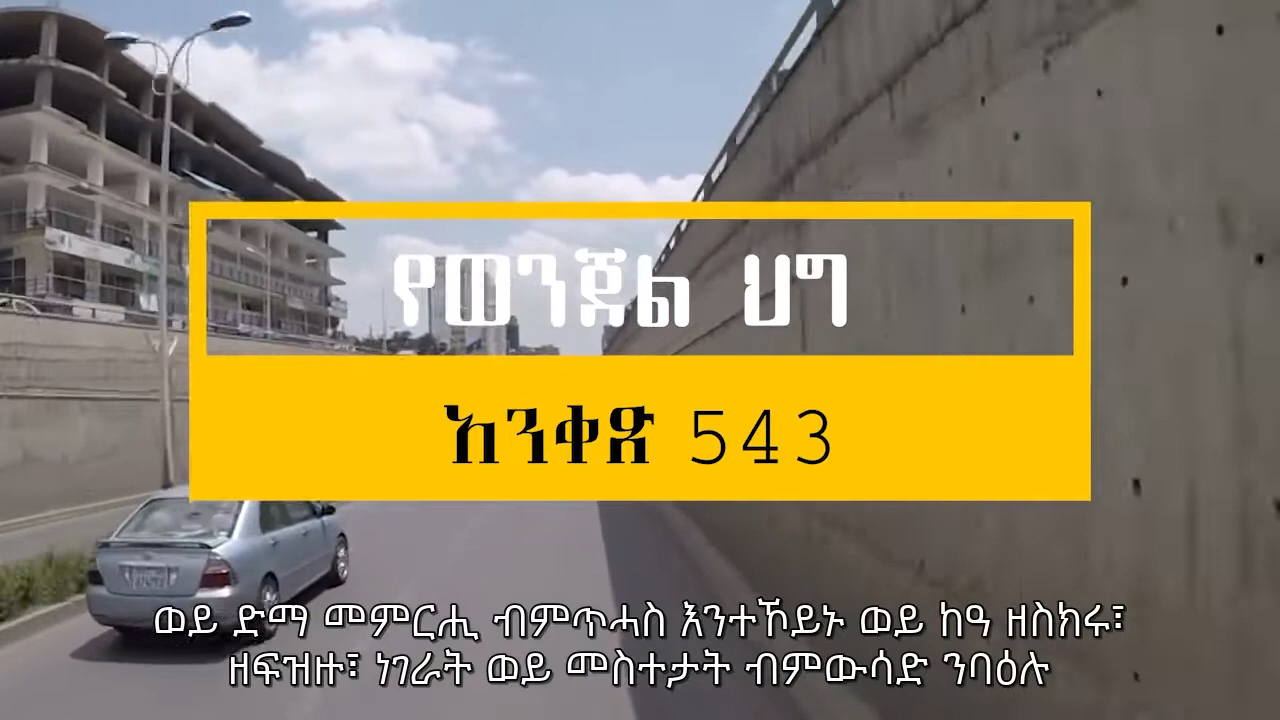 የወንጀል ህግ
አንቀጽ 543
ወይ ድማ መምርሒ ብምጥሓስ እንተኾይኑ ወይ ከዓ ዘስክሩ፣
ዘፍዝዙ፣ ነገራት ወይ መስተታት ብምውሳድ ንባዕሉ